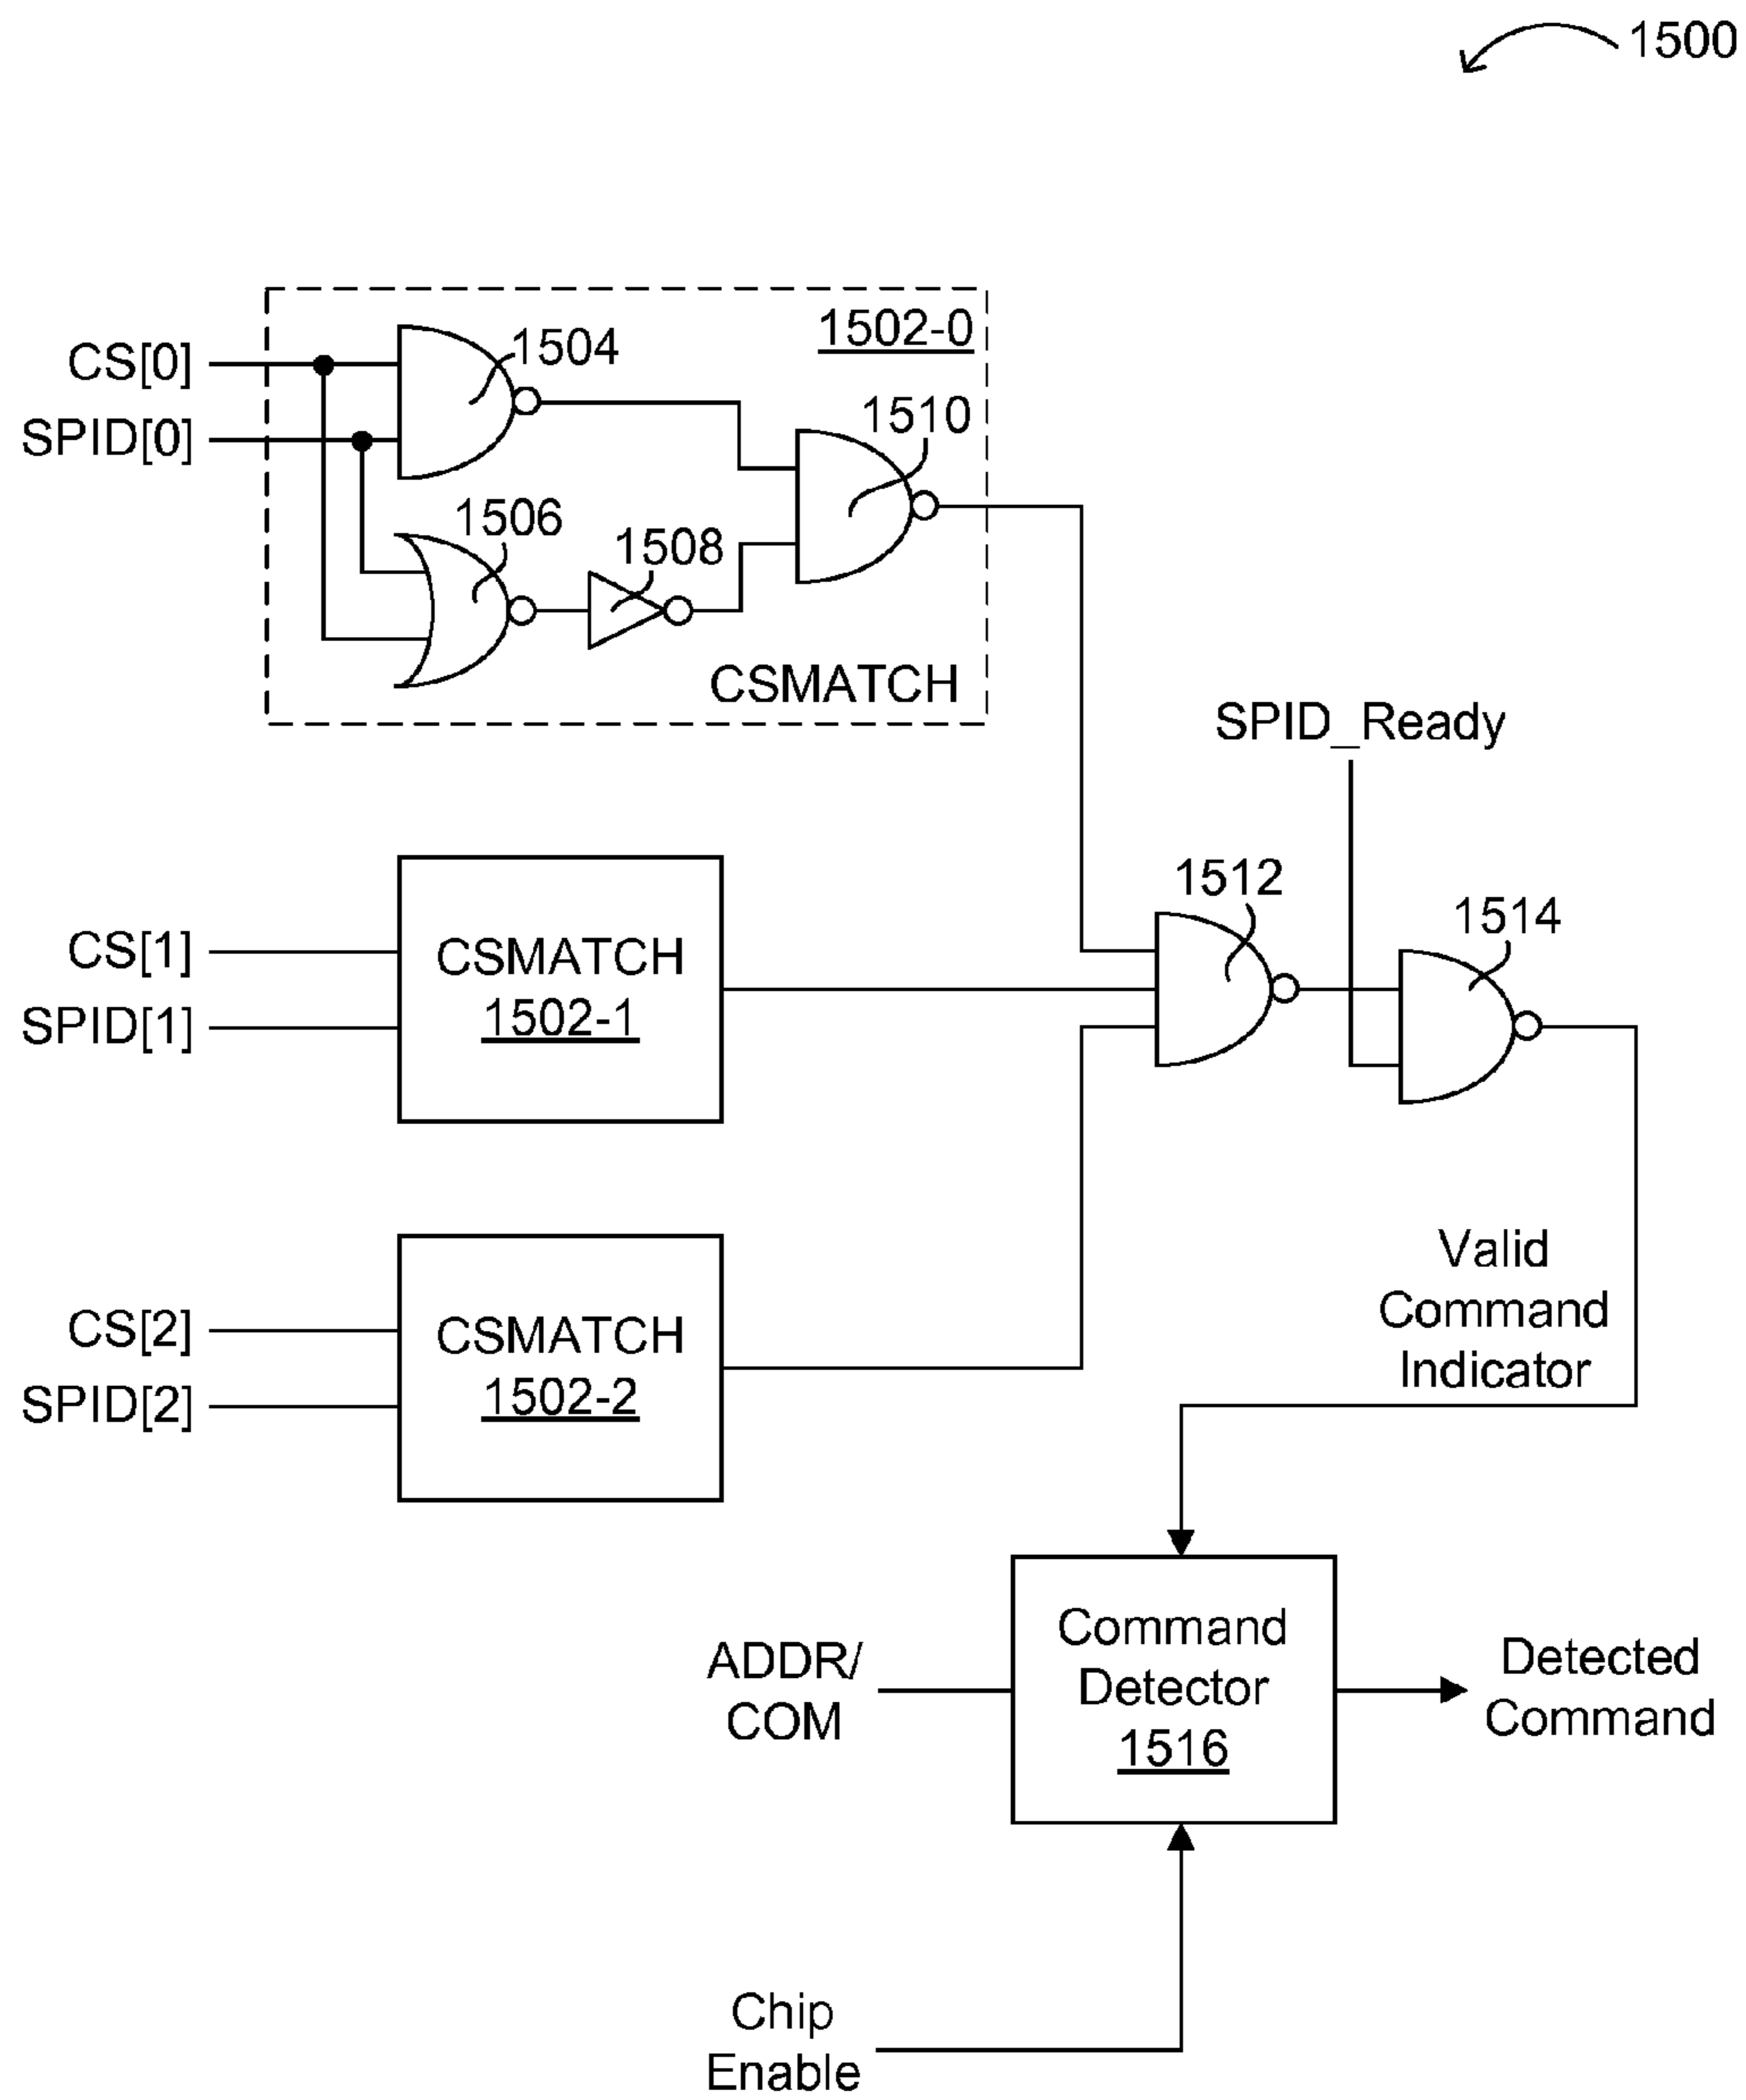 1500
1502-0
CS[0]
1504
1510
SPID[0]
1506
1508
CSMATCH
SPID_Ready
1512
1514
CS[1]
CSMATCH
1502-1
SPID[1]
Valid
Command
Indicator
CS[2]
CSMATCH
1502-2
SPID[2]
ADDR/
COM
Command
Detector
1516
Detected
Command
Chip
Enable